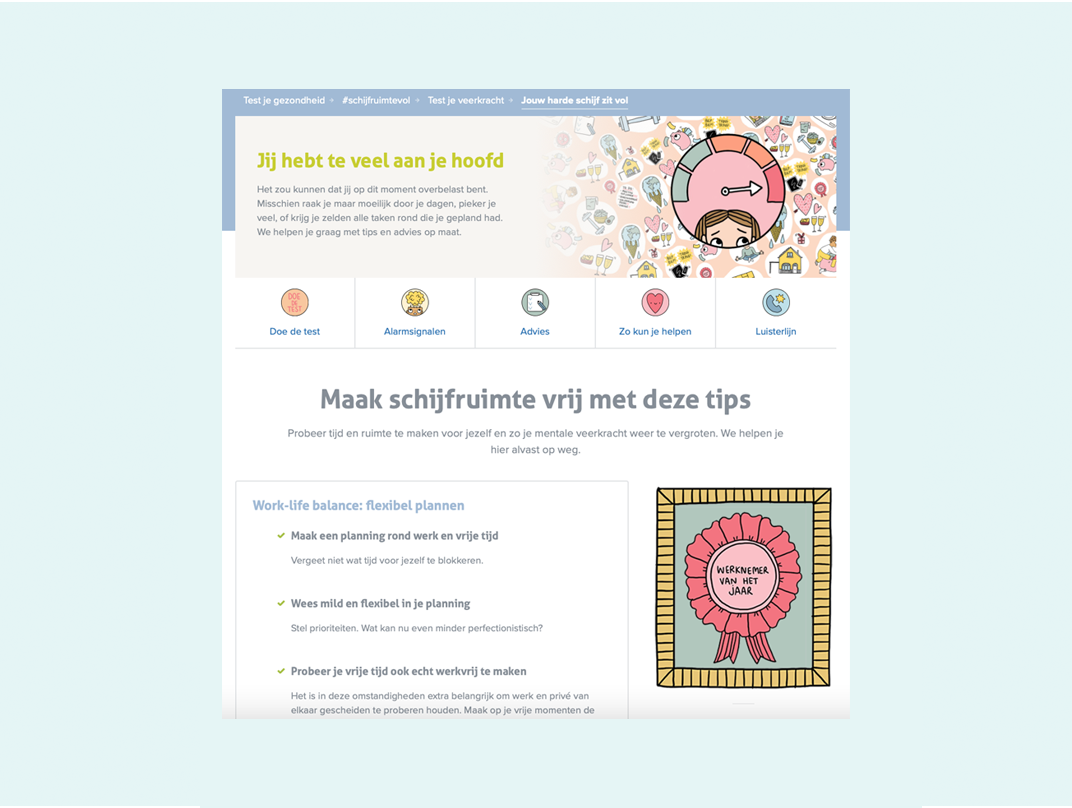 Test je gezondheid • #schijfruimtevol • Test je veerkracht • Jouw harde schijf zit vol
Jij hebt te veel aan je hoofd
Het zou kunnen dat jij op dit moment overbelast bent.
Misschien raak je maar moeilijk door je dagen, pieker je
veel, of krijg je zelden alle taken rond die je gepland had.
We helpen je graag met tips en advies op maat.
DOE
DE
TEST
Doe de test
Alarmsignalen
Advies
Zo kun je helpen
Luisterlijn
Maak schijfruimte vrij met deze tips
Probeer tijd en ruimte te maken voor jezelf en zo je mentale veerkracht weer te vergroten. We helpen je
hier alvast op weg.
Work-life balance: flexibel plannen
Maak een planning rond werk en vrije tijd
Vergeet niet wat tijd voor jezelf te blokkeren.
Wees mild en flexibel in je planning
Stel prioriteiten. Wat kan nu even minder perfectionistisch?
Probeer je vrije tijd ook echt werkvrij te maken
Het is in deze omstandigheden extra belangrijk om werk en privé van
elkaar gescheiden te proberen houden. Maak op je vrije momenten de
WERKNEMER
VAN HET
JAAR